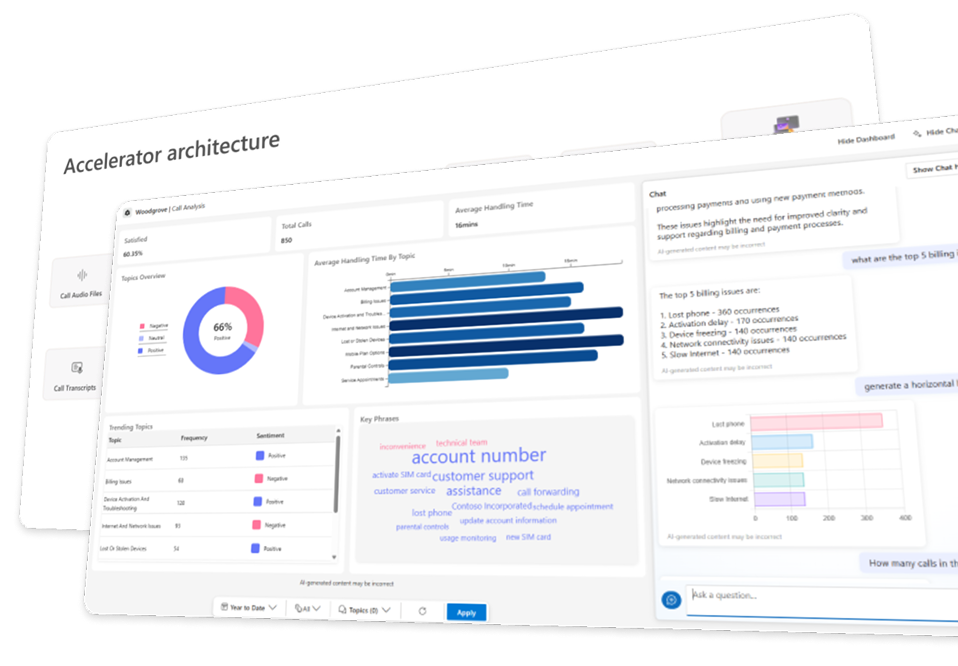 Accelerator architecture
Call Audio Files
Call Transcripts
Hide Dashboard
Hide Cha
Woodgrove | Call Analysis
Satisfied
60.35%
Total Calls
850
Average Handling Time
16mins
Topics Overview
Negative
Neutral
Positive
66%
Positive
Average Handling Time By Topic
Account Management
Billing Issues
Device Activation and Troubles...
Internet and Network Issues
Lost or Stolen Devices
Mobile Plan Options
Parental Controls
Service Appointments
Trending Topics
Topic Frequency Sentiment
Account Management Positive
Billing Issues Negative
Device Activation And
Troubleshooting Positive
Internet And Network Issues Negative
Lost Or Stolen Devices Positive
Key Phrases
inconvenience technical team
account number
activate SIM card customer support
customer service assistance call forwarding
Contoso Incorporated schedule appointment
lost phone
update account information
parental controls
usage monitoring new SIM card
AI-generated content may be incorrect
Year to Date All Topics (0) Apply
Show Chat H
Chat
processing payments and using new payment methods.
These issues highlight the need for improved clarity and
support regarding billing and payment processes.
AI-generated content may be incorrect
what are the top 5 billing i
The top 5 billing issues are:
1. Lost phone - 360 occurrences
2. Activation delay - 170 occurrences
3. Device freezing - 140 occurrences
4. Network connectivity issues - 140 occurrences
5. Slow Internet - 140 occurrences
AI-generated content may be incorrect
generate a horizontal
Lost phone
Activation delay
Device freezing
Network connectivity issues
Slow Internet
0 100 200 300 400
AI-generated content may be incorrect
How many calls in th
Ask a question...